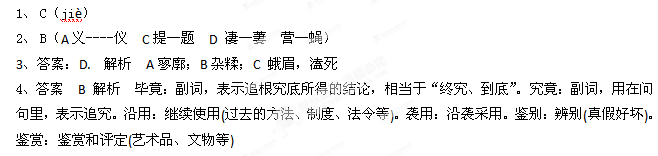 1、 C（jiè）
2、 B（A义----仪　C提一题　D 凄一萋　营一蝇）
3、答案：D.　解析　A寥廓；B杂糅；C 蛾眉，溘死
4、答案　B 解析　毕竟：副词，表示追根究底所得的结论，相当于“终究、到底”。究竟：副词，用在问
句里，表示追究。沿用：继续使用(过去的方法、制度、法令等)。袭用：沿袭采用。鉴别：辨别(真假好坏)。
鉴赏：鉴赏和评定(艺术品、文物等)